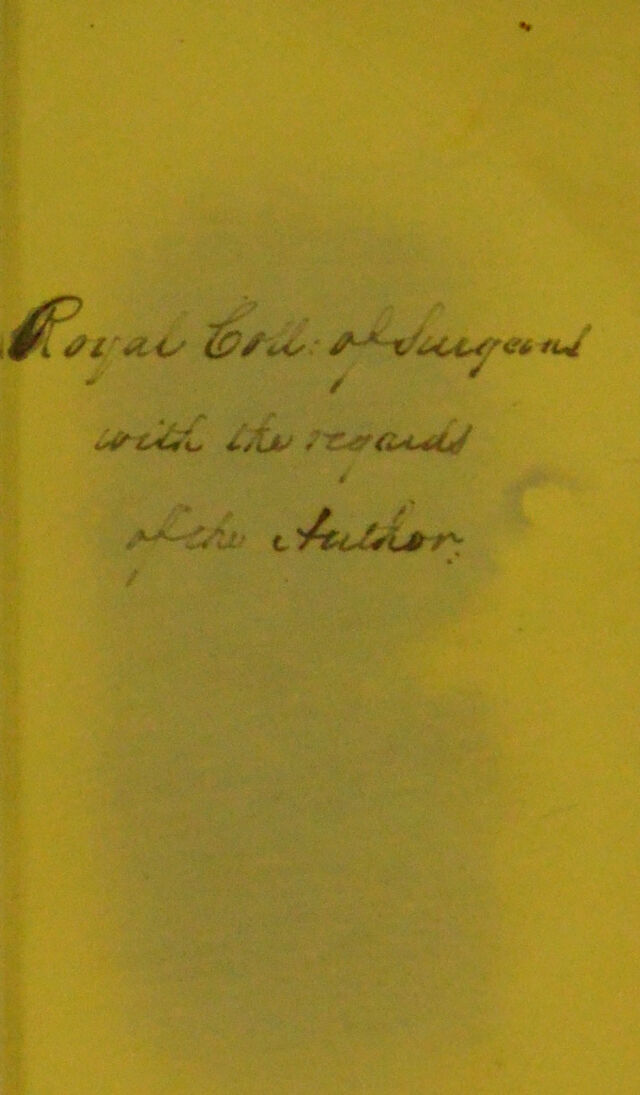 Royal Coll: of Surgeons
with the regards
of the Author.